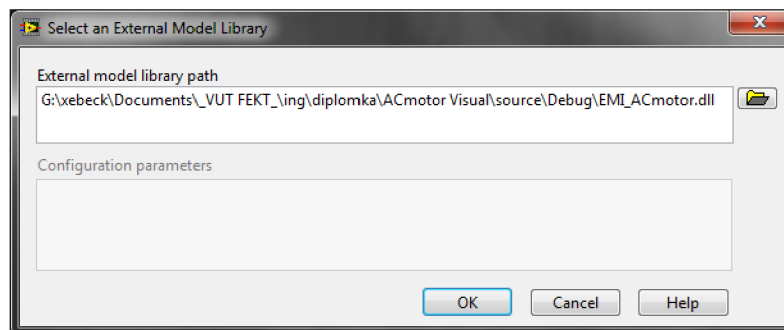 Select an External Model Library
External model library path
G:\xebeck\Documents\_VUT FEKT_\ing\diplomka\ACmotor Visual\source\Debug\EMI_ACmotor.dll
Configuration parameters
OK Cancel Help